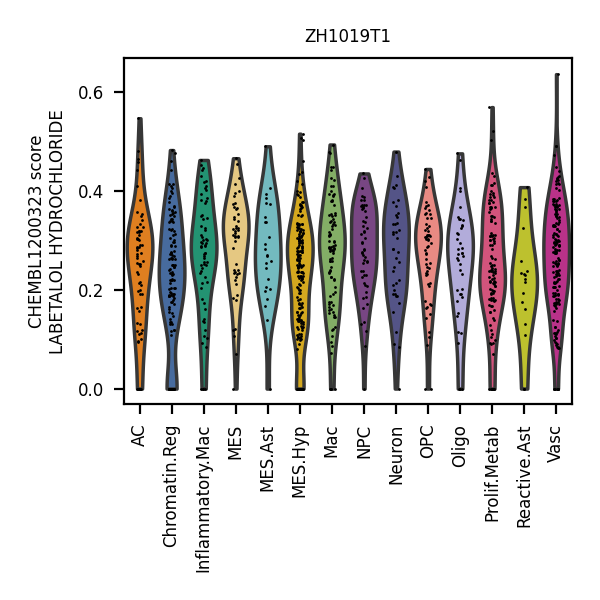 ZH1019T1
CHEMBL1200323 score
LABETALOL HYDROCHLORIDE
0.6
0.4
0.2
0.0
AC
Chromatin.Reg
Inflammatory.Mac
MES
MES.Ast
MES.Hyp
Mac
NPC
Neuron
OPC
Oligo
Prolif.Metab
Reactive.Ast
Vasc